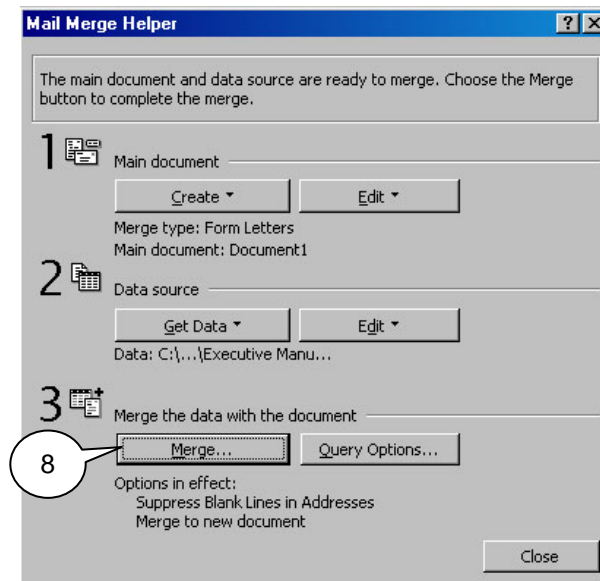 Mail Merge Helper
The main document and data source are ready to merge. Choose the Merge
button to complete the merge.
1
Main document
Create Edit
Merge type: Form Letters
Main document: Document1
2
Data source
Get Data Edit
Data: C:\...\Executive Manu...
3
Merge the data with the document
8
Merge... Query Options...
Options in effect:
Suppress Blank Lines in Addresses
Merge to new document
Close